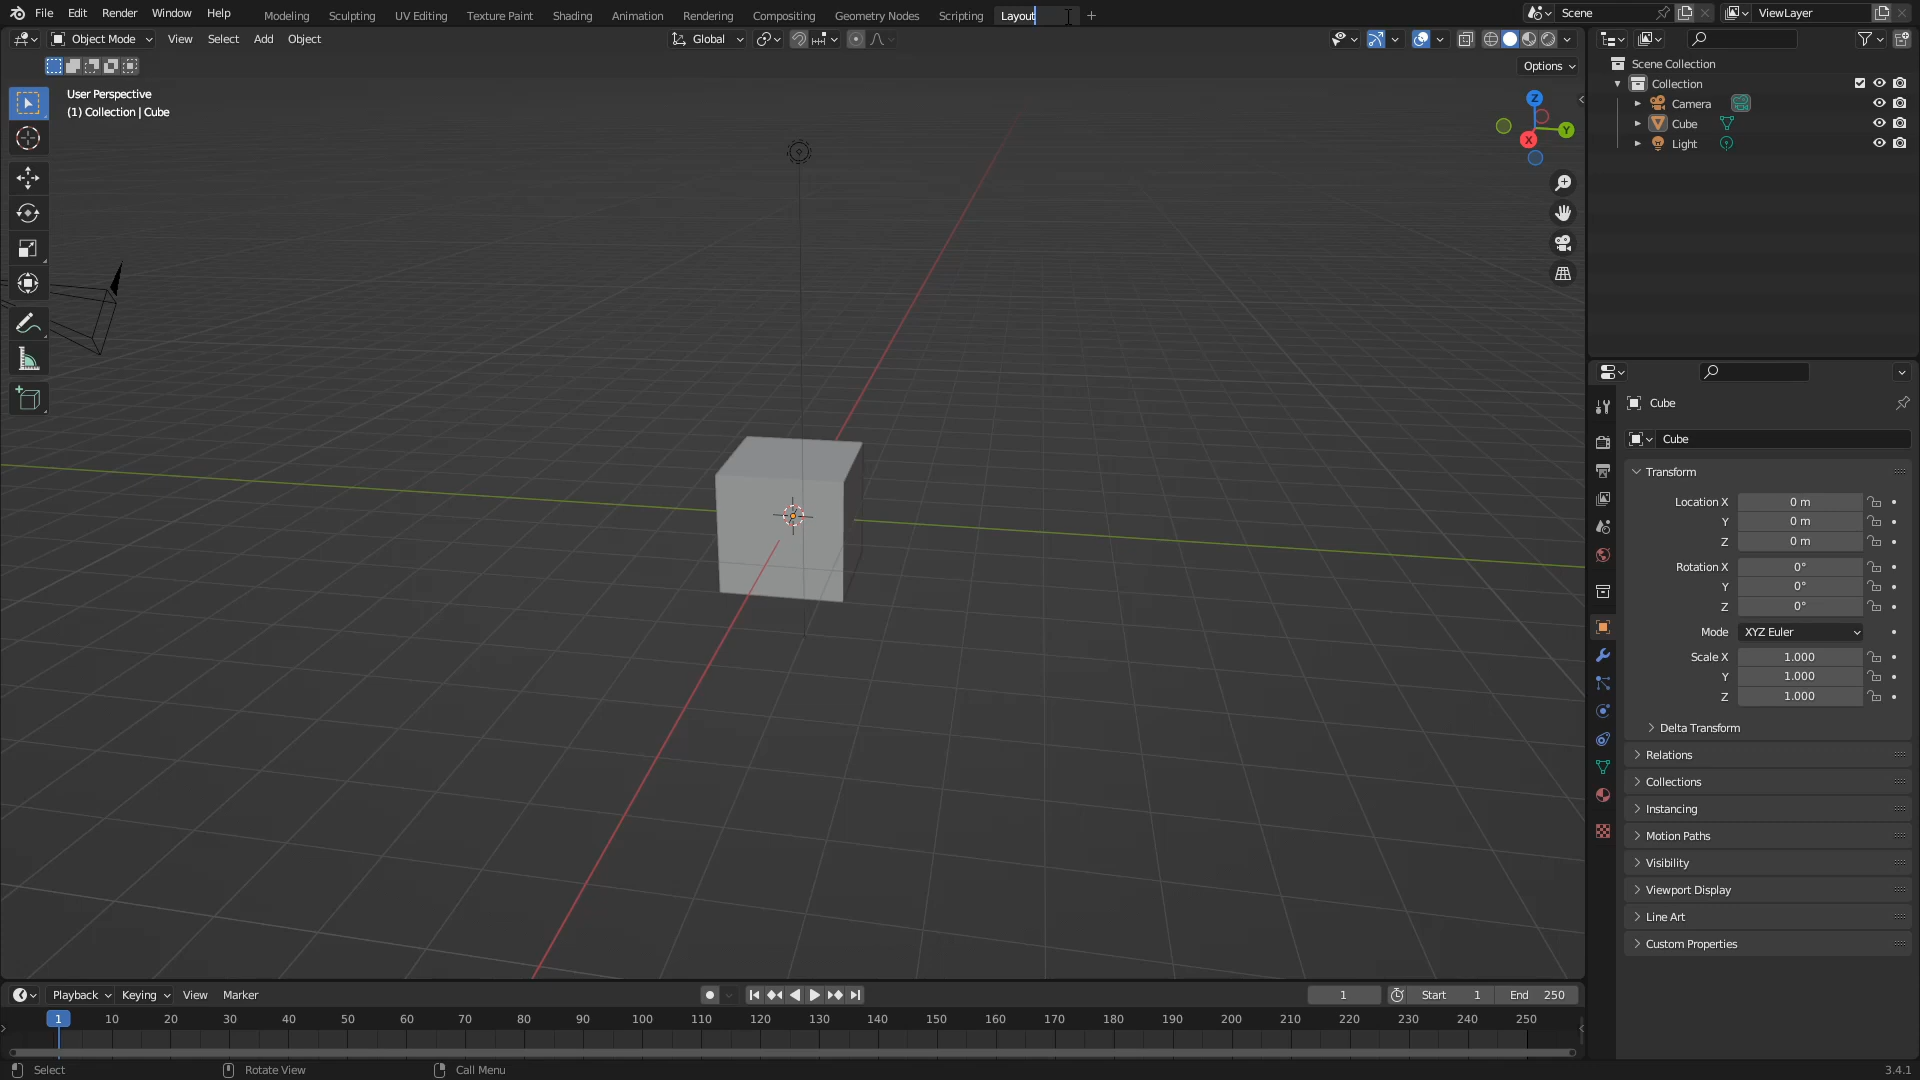 File Edit Render Window Help Modeling Sculpting UV Editing Texture Paint Shading Animation Rendering Compositing Geometry Nodes Scripting Layout + Scene ViewLayer
Object Mode View Select Add Object Global
Options
User Perspective
(1) Collection | Cube
Z
Y
X
Scene Collection
Collection
Camera
Cube
Light
Cube
Cube
Transform
Location X 0 m
Y 0 m
Z 0 m
Rotation X 0°
Y 0°
Z 0°
Mode XYZ Euler
Scale X 1.000
Y 1.000
Z 1.000
Delta Transform
Relations
Collections
Instancing
Motion Paths
Visibility
Viewport Display
Line Art
Custom Properties
Playback Keying View Marker 1 Start 1 End 250
1 10 20 30 40 50 60 70 80 90 100 110 120 130 140 150 160 170 180 190 200 210 220 230 240 250
Select Rotate View Call Menu 3.4.1